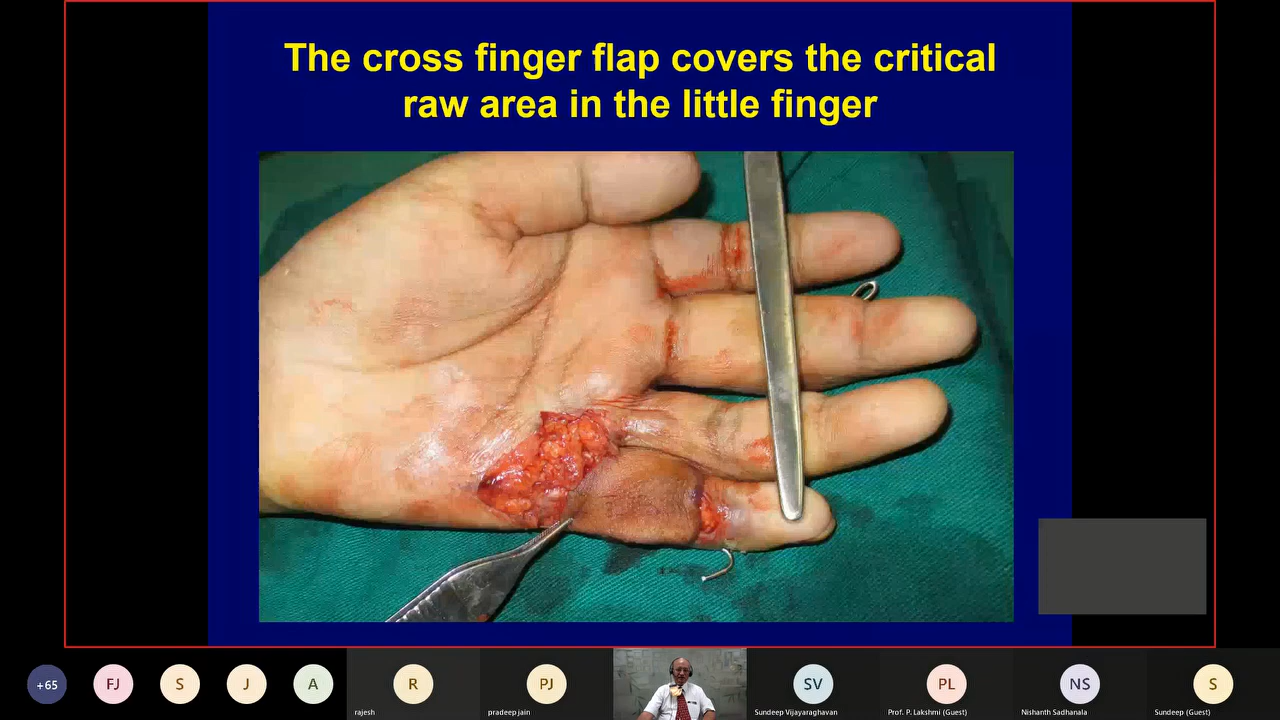 The cross finger flap covers the critical
raw area in the little finger
+65
FJ
S
J
A
R
PJ
SV
PL
NS
S
rajesh
pradeep jain
Sundeep Vijayaraghavan
Prof. P. Lakshmi (Guest)
Nishanth Sadhanala
Sundeep (Guest)